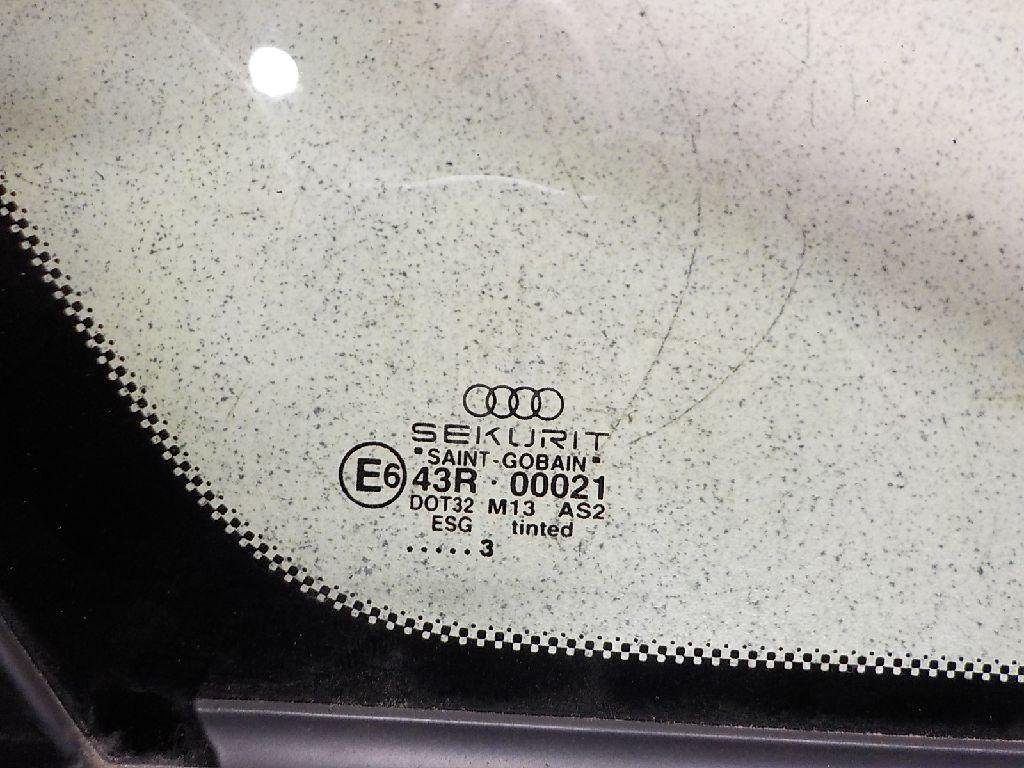 SEKURIT
"SAINT-GOBAIN"
E6 43R · 00021
DOT32 M13 AS2
ESG tinted
.....3